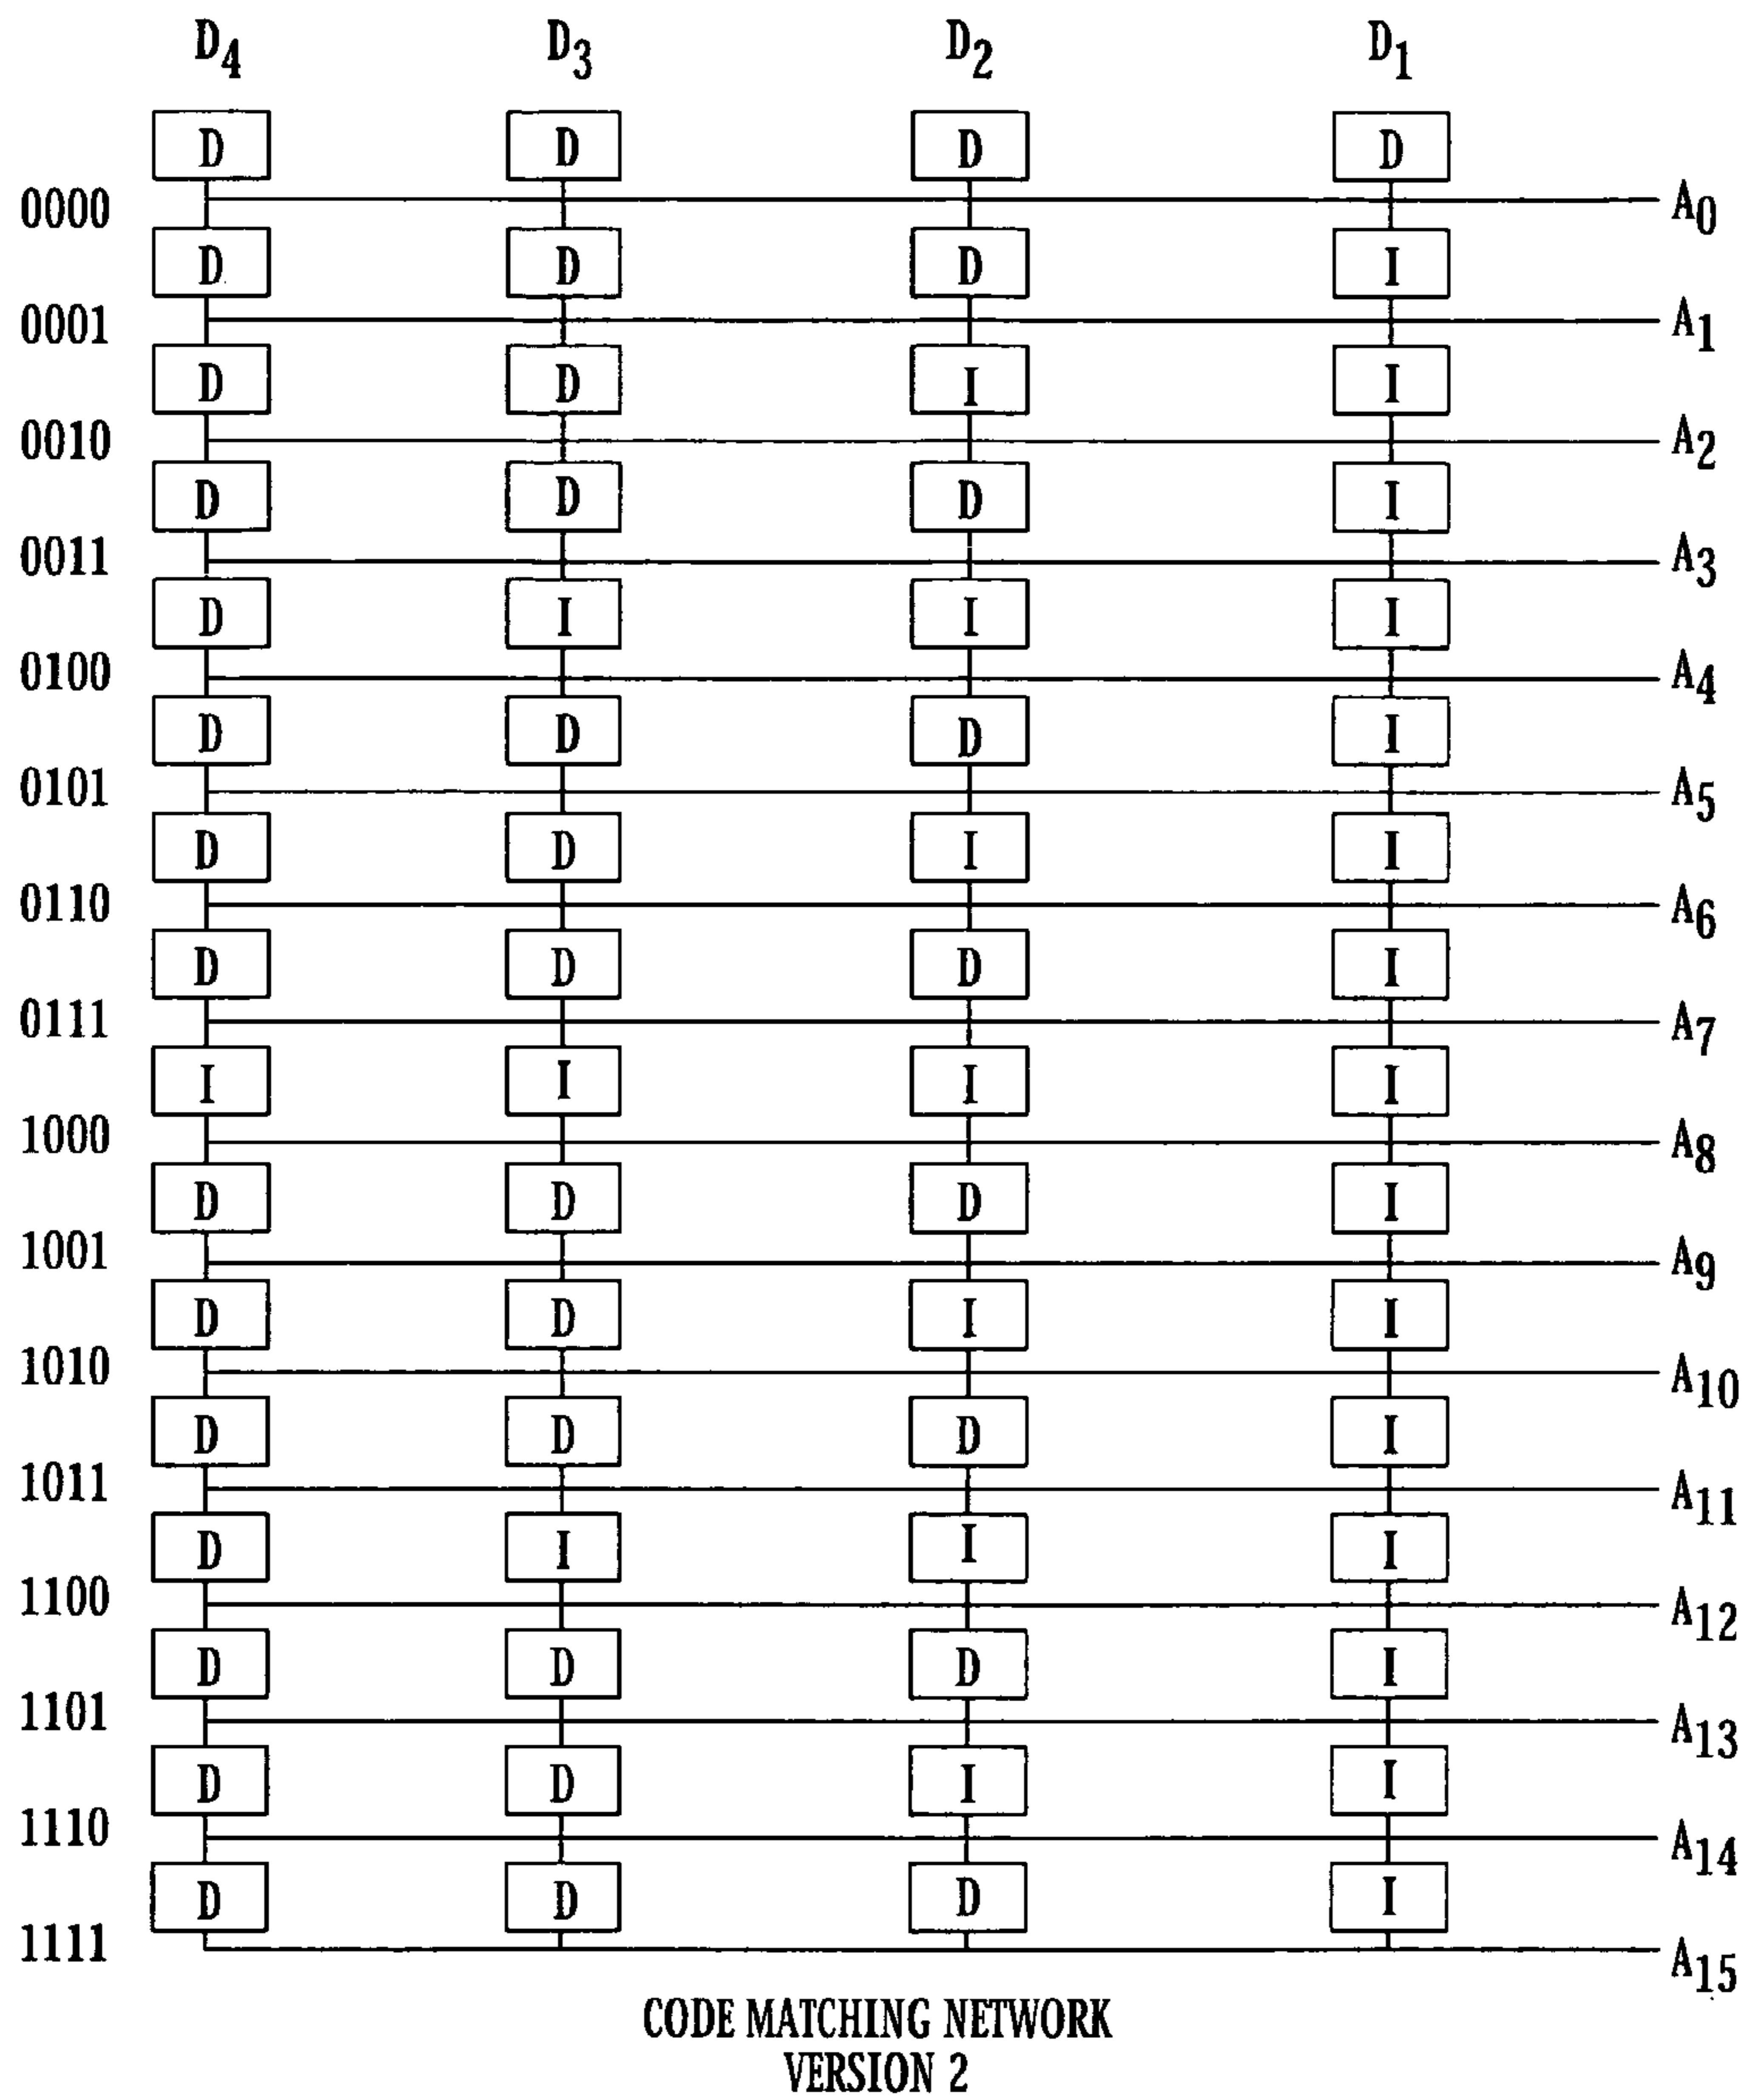 D4 D3 D2 D1
D D D D
0000 A0
D D D I
0001 A1
D D I I
0010 A2
D D D I
0011 A3
D I I I
0100 A4
D D D I
0101 A5
D D I I
0110 A6
D D D I
0111 A7
I I I I
1000 A8
D D D I
1001 A9
D D I I
1010 A10
D D D I
1011 A11
D I I I
1100 A12
D D D I
1101 A13
D D I I
1110 A14
D D D I
1111 A15
CODE MATCHING NETWORK
VERSION 2